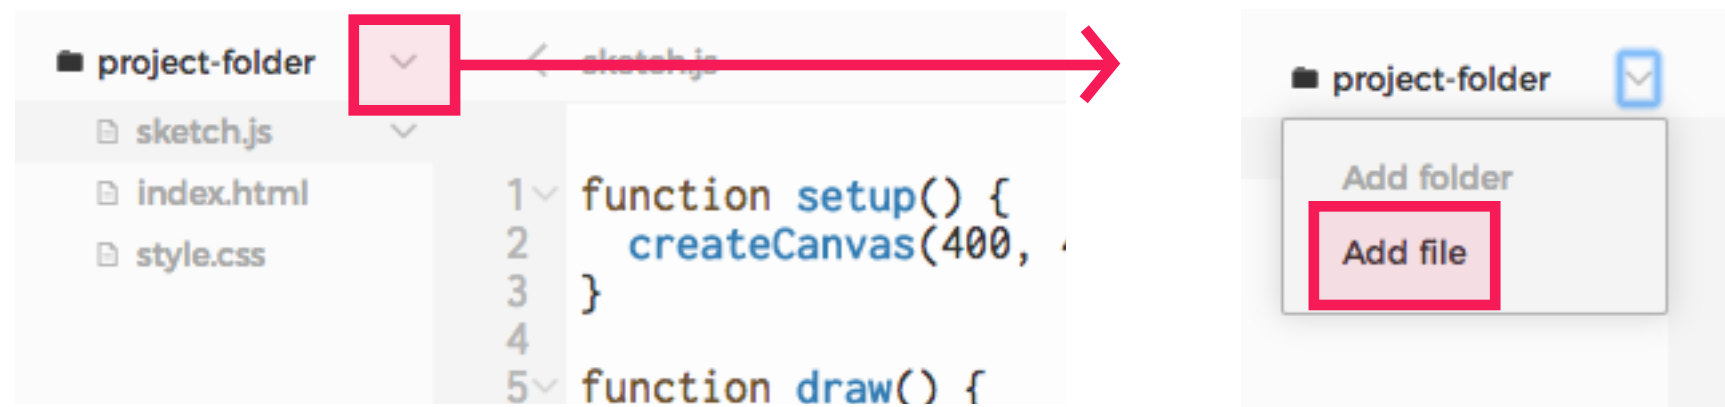 project-folder
sketch.js
index.html
style.css
sketch.js
1 function setup() {
2 createCanvas(400,
3 }
4
5 function draw() {
project-folder
Add folder
Add file